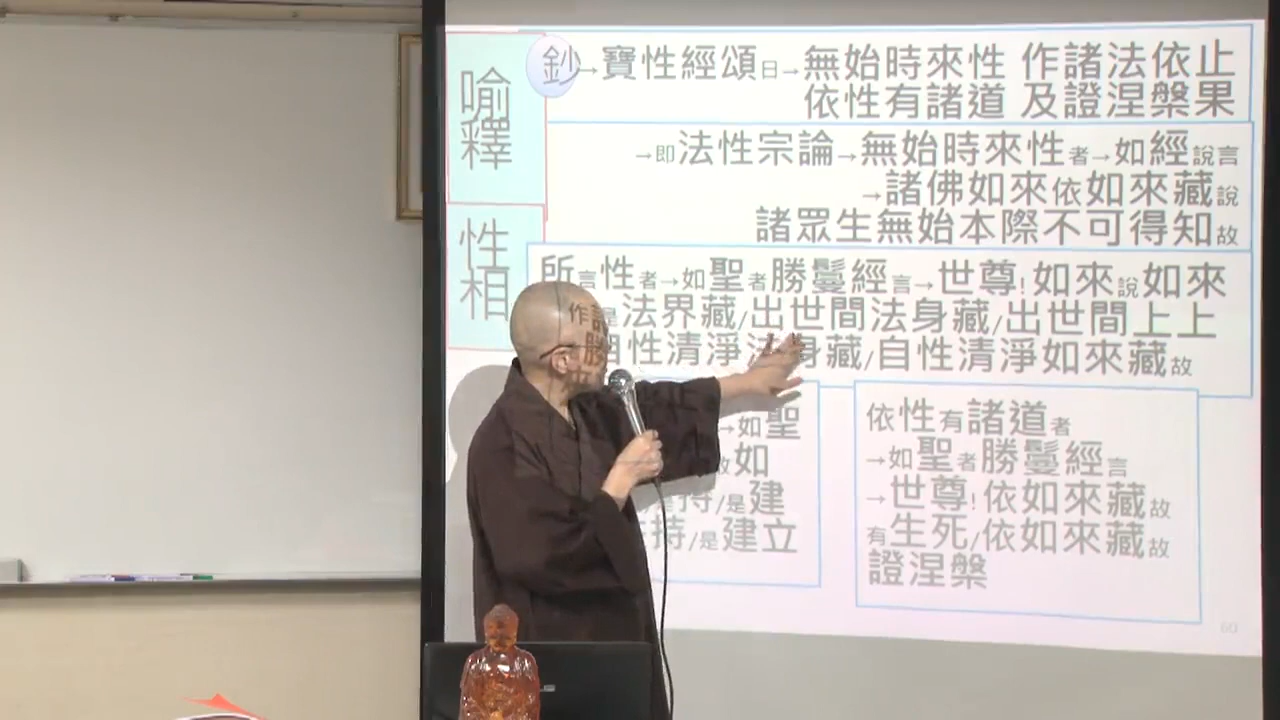 喻釋
性相
鈔→寶性經頌曰→無始時來性 作諸法依止
依性有諸道 及證涅槃果
→即法性宗論→無始時來性者→如經說言
→諸佛如來依如來藏說
諸眾生無始本際不可得知故
所言性者→如聖者勝鬘經言→世尊!如來說如來
是法界藏/出世間法身藏/出世間上上
自性清淨法身藏/自性清淨如來藏故
作諸
勝
→如聖
故如
持/是建
持/是建立
依性有諸道者
→如聖者勝鬘經言
→世尊!依如來藏故
有生死/依如來藏故
證涅槃
60